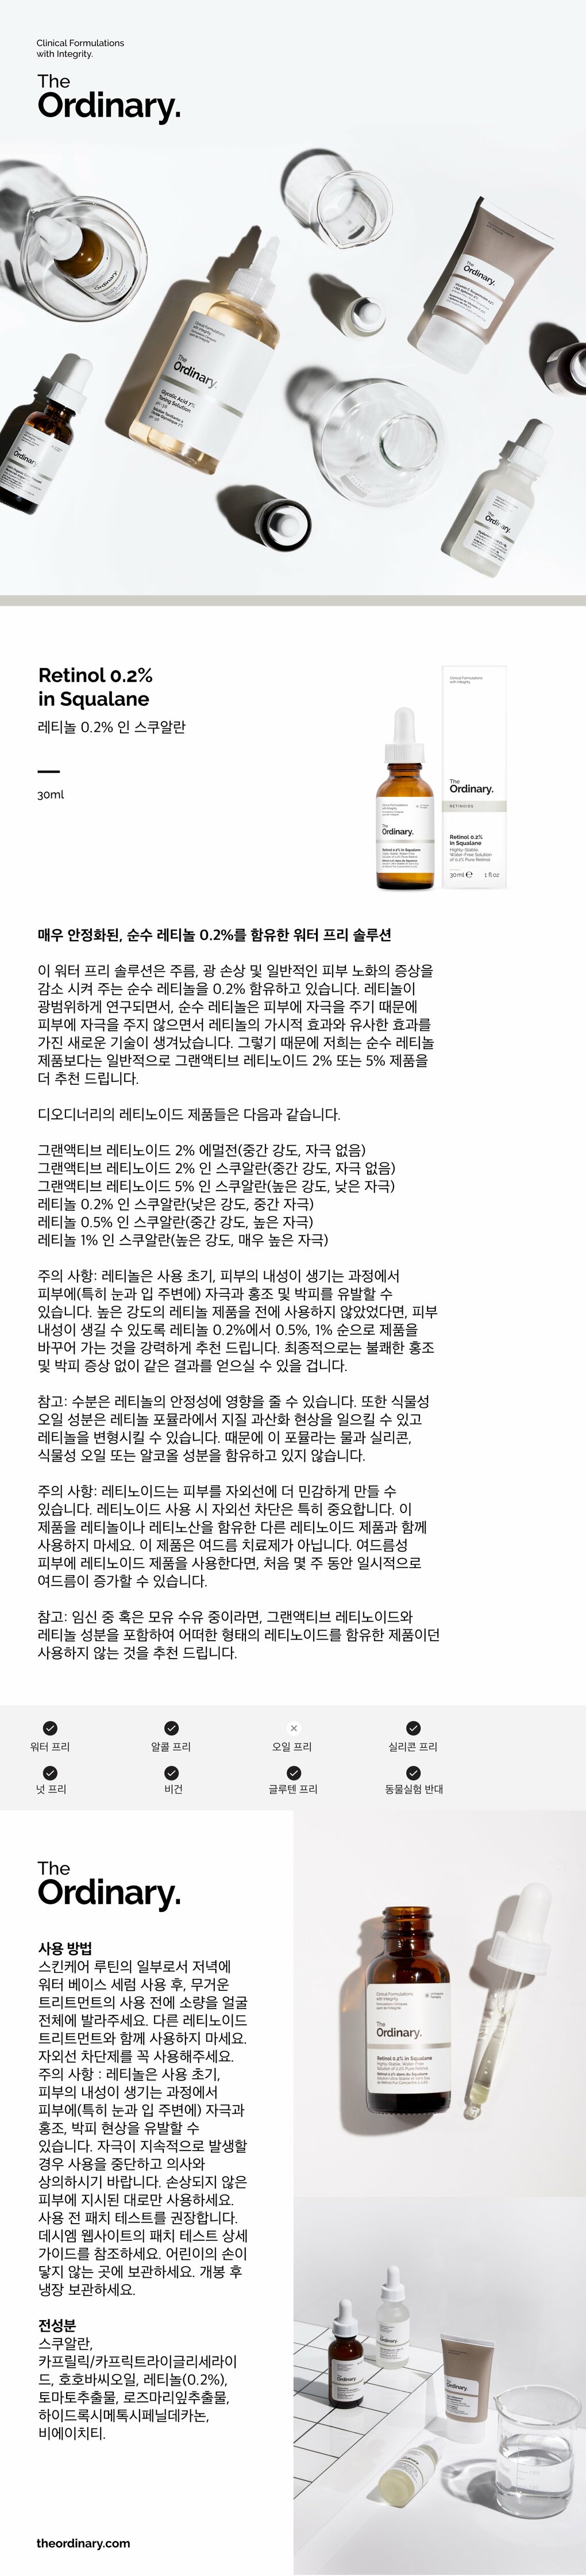 Clinical Formulations
with Integrity.
The
Ordinary.
The
Ordinary.
Glycolic Acid 7%
Toning Solution
The
Ordinary.
The
Ordinary.
The
Ordinary.
Retinol 0.2%
in Squalane
레티놀 0.2% 인 스쿠알란
30ml
Clinical Formulations
with Integrity.
The
Ordinary.
RETINOIDS
Retinol 0.2%
in Squalane
Highly-Stable,
Water-Free Solution
of 0.2% Pure Retinol
30ml 1 fl oz
The
Ordinary.
Retinol 0.2% in Squalane
매우 안정화된, 순수 레티놀 0.2%를 함유한 워터 프리 솔루션
이 워터 프리 솔루션은 주름, 광 손상 및 일반적인 피부 노화의 증상을
감소 시켜 주는 순수 레티놀을 0.2% 함유하고 있습니다. 레티놀이
광범위하게 연구되면서, 순수 레티놀은 피부에 자극을 주기 때문에
피부에 자극을 주지 않으면서 레티놀의 가시적 효과와 유사한 효과를
가진 새로운 기술이 생겨났습니다. 그렇기 때문에 저희는 순수 레티놀
제품보다는 일반적으로 그랜액티브 레티노이드 2% 또는 5% 제품을
더 추천 드립니다.
디오디너리의 레티노이드 제품들은 다음과 같습니다.
그랜액티브 레티노이드 2% 에멀전(중간 강도, 자극 없음)
그랜액티브 레티노이드 2% 인 스쿠알란(중간 강도, 자극 없음)
그랜액티브 레티노이드 5% 인 스쿠알란(높은 강도, 낮은 자극)
레티놀 0.2% 인 스쿠알란(낮은 강도, 중간 자극)
레티놀 0.5% 인 스쿠알란(중간 강도, 높은 자극)
레티놀 1% 인 스쿠알란(높은 강도, 매우 높은 자극)
주의 사항: 레티놀은 사용 초기, 피부의 내성이 생기는 과정에서
피부에(특히 눈과 입 주변에) 자극과 홍조 및 박피를 유발할 수
있습니다. 높은 강도의 레티놀 제품을 전에 사용하지 않았었다면, 피부
내성이 생길 수 있도록 레티놀 0.2%에서 0.5%, 1% 순으로 제품을
바꾸어 가는 것을 강력하게 추천 드립니다. 최종적으로는 불쾌한 홍조
및 박피 증상 없이 같은 결과를 얻으실 수 있을 겁니다.
참고: 수분은 레티놀의 안정성에 영향을 줄 수 있습니다. 또한 식물성
오일 성분은 레티놀 포뮬라에서 지질 과산화 현상을 일으킬 수 있고
레티놀을 변형시킬 수 있습니다. 때문에 이 포뮬라는 물과 실리콘,
식물성 오일 또는 알코올 성분을 함유하고 있지 않습니다.
주의 사항: 레티노이드는 피부를 자외선에 더 민감하게 만들 수
있습니다. 레티노이드 사용 시 자외선 차단은 특히 중요합니다. 이
제품을 레티놀이나 레티노산을 함유한 다른 레티노이드 제품과 함께
사용하지 마세요. 이 제품은 여드름 치료제가 아닙니다. 여드름성
피부에 레티노이드 제품을 사용한다면, 처음 몇 주 동안 일시적으로
여드름이 증가할 수 있습니다.
참고: 임신 중 혹은 모유 수유 중이라면, 그랜액티브 레티노이드와
레티놀 성분을 포함하여 어떠한 형태의 레티노이드를 함유한 제품이던
사용하지 않는 것을 추천 드립니다.
워터 프리 알콜 프리 오일 프리 실리콘 프리
넛 프리 비건 글루텐 프리 동물실험 반대
The
Ordinary.
사용 방법
스킨케어 루틴의 일부로서 저녁에
워터 베이스 세럼 사용 후, 무거운
트리트먼트의 사용 전에 소량을 얼굴
전체에 발라주세요. 다른 레티노이드
트리트먼트와 함께 사용하지 마세요.
자외선 차단제를 꼭 사용해주세요.
주의 사항 : 레티놀은 사용 초기,
피부의 내성이 생기는 과정에서
피부에(특히 눈과 입 주변에) 자극과
홍조, 박피 현상을 유발할 수
있습니다. 자극이 지속적으로 발생할
경우 사용을 중단하고 의사와
상의하시기 바랍니다. 손상되지 않은
피부에 지시된 대로만 사용하세요.
사용 전 패치 테스트를 권장합니다.
데시엠 웹사이트의 패치 테스트 상세
가이드를 참조하세요. 어린이의 손이
닿지 않는 곳에 보관하세요. 개봉 후
냉장 보관하세요.
전성분
스쿠알란,
카프릴릭/카프릭트라이글리세라이
드, 호호바씨오일, 레티놀(0.2%),
토마토추출물, 로즈마리잎추출물,
하이드록시메톡시페닐데카논,
비에이치티.
Clinical Formulations
with Integrity.
The
Ordinary.
Retinol 0.2% in Squalane
theordinary.com